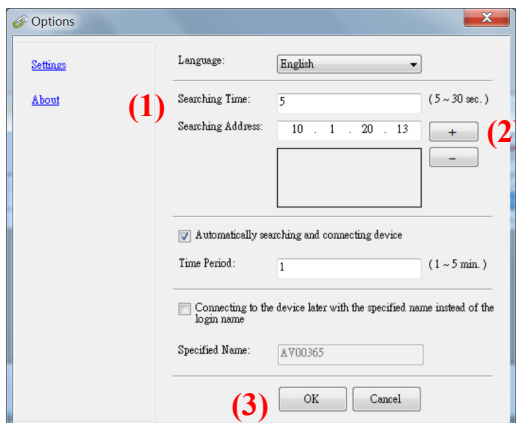 Options
Settings
About
Language: English
(1) Searching Time: 5 (5 ~ 30 sec.)
Searching Address: 10 . 1 . 20 . 13 + (2
−
Automatically searching and connecting device
Time Period: 1 (1 ~ 5 min.)
Connecting to the device later with the specified name instead of the
login name
Specified Name: AV00365
(3) OK Cancel